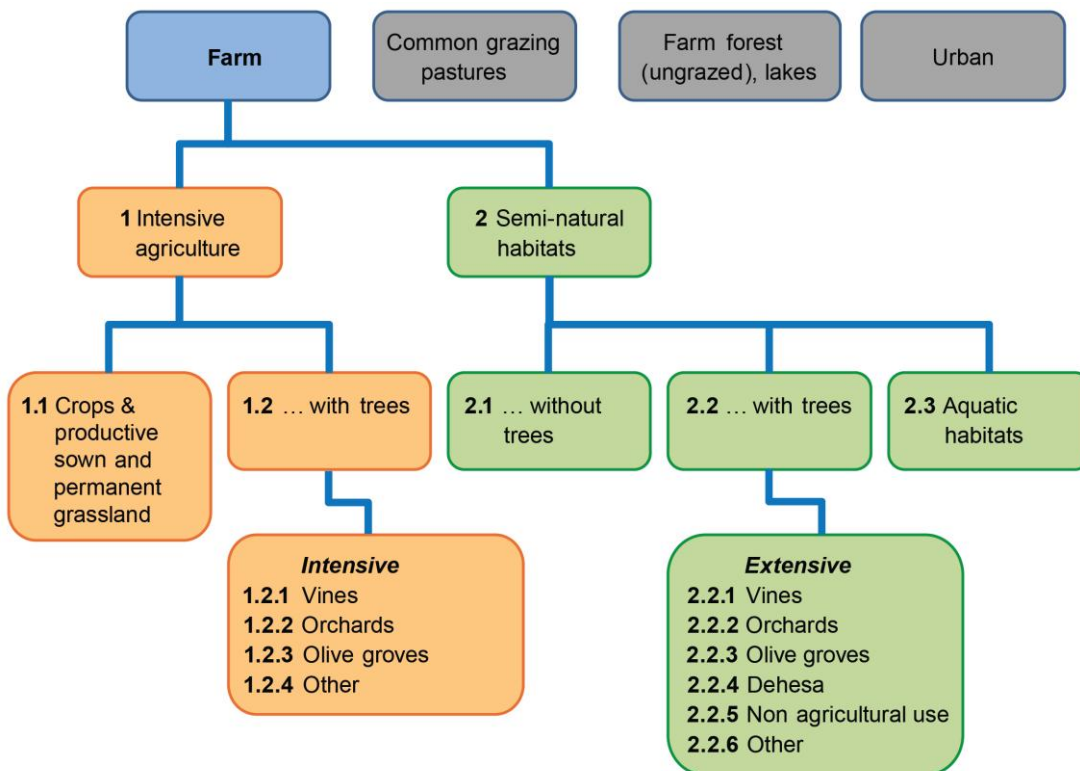 Farm
Common grazing
pastures
Farm forest
(ungrazed), lakes
Urban
1 Intensive
agriculture
2 Semi-natural
habitats
1.1 Crops &
productive
sown and
permanent
grassland
1.2 ... with trees
2.1 ... without
trees
2.2 ... with trees
2.3 Aquatic
habitats
Intensive
1.2.1 Vines
1.2.2 Orchards
1.2.3 Olive groves
1.2.4 Other
Extensive
2.2.1 Vines
2.2.2 Orchards
2.2.3 Olive groves
2.2.4 Dehesa
2.2.5 Non agricultural use
2.2.6 Other